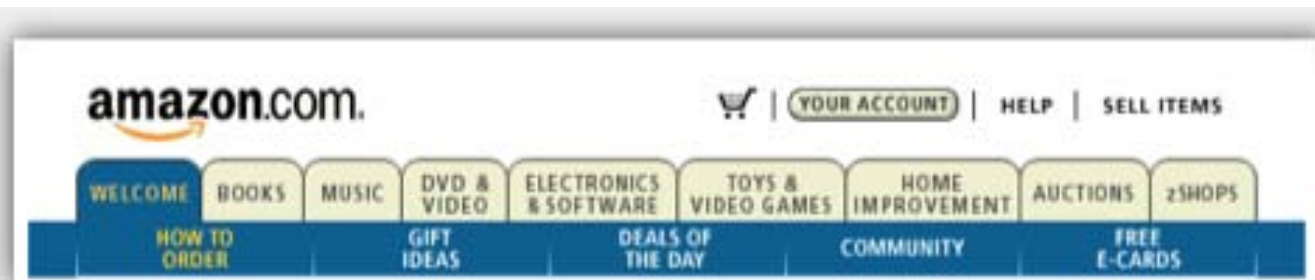 amazon.com.
YOUR ACCOUNT
HELP
SELL ITEMS
WELCOME
BOOKS
MUSIC
DVD &
VIDEO
ELECTRONICS
& SOFTWARE
TOYS &
VIDEO GAMES
HOME
IMPROVEMENT
AUCTIONS
zSHOPS
HOW TO
ORDER
GIFT
IDEAS
DEALS OF
THE DAY
COMMUNITY
FREE
E-CARDS